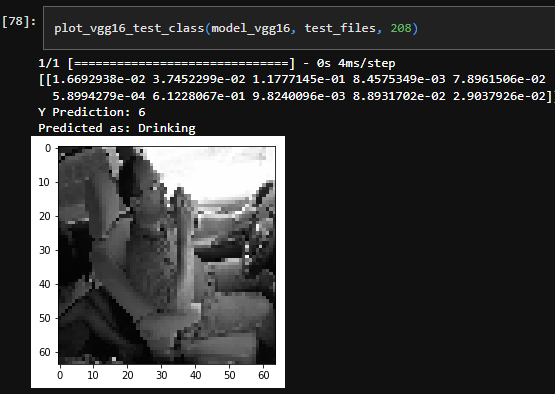 [78]: plot_vgg16_test_class(model_vgg16, test_files, 208)
1/1 [==============================] - 0s 4ms/step
[[1.6692938e-02 3.7452299e-02 1.1777145e-01 8.4575349e-03 7.8961506e-02
5.8994279e-04 6.1228067e-01 9.8240096e-03 8.8931702e-02 2.9037926e-02]]
Y Prediction: 6
Predicted as: Drinking
0
10
20
30
40
50
60
0 10 20 30 40 50 60